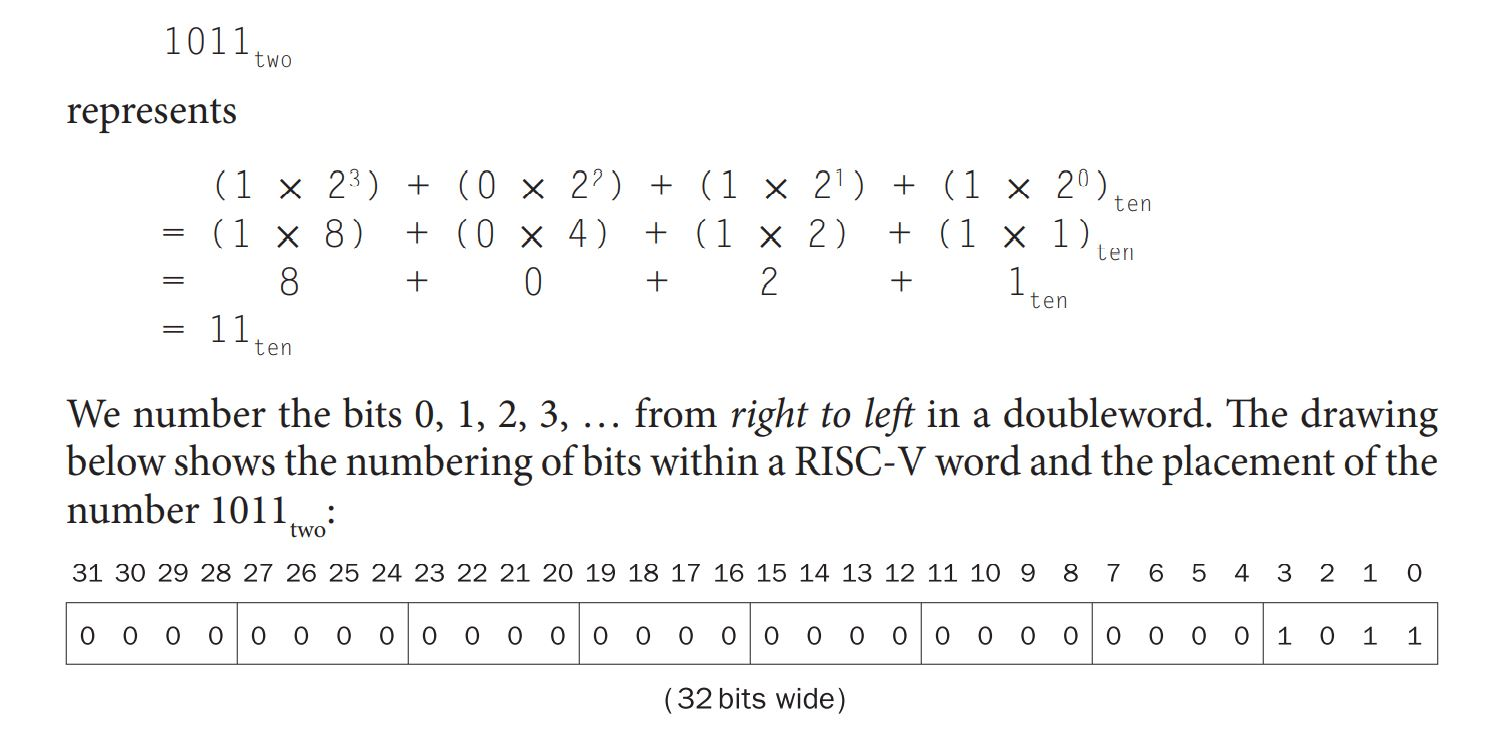 1011two
represents
(1 × 2³) + (0 × 2²) + (1 × 2¹) + (1 × 2⁰)ten
= (1 × 8) + (0 × 4) + (1 × 2) + (1 × 1)ten
= 8 + 0 + 2 + 1ten
= 11ten
We number the bits 0, 1, 2, 3, … from right to left in a doubleword. The drawing
below shows the numbering of bits within a RISC-V word and the placement of the
number 1011two:
31 30 29 28 27 26 25 24 23 22 21 20 19 18 17 16 15 14 13 12 11 10 9 8 7 6 5 4 3 2 1 0
0 0 0 0 0 0 0 0 0 0 0 0 0 0 0 0 0 0 0 0 0 0 0 0 0 0 0 0 1 0 1 1
(32 bits wide)